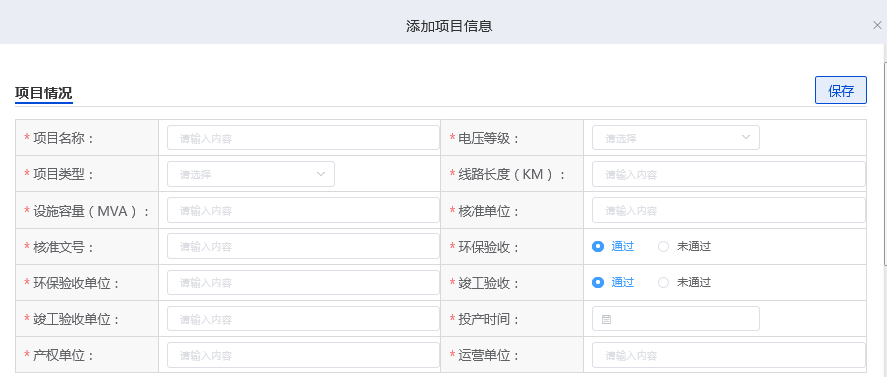 添加项目信息
项目情况
保存
*项目名称： 请输入内容 *电压等级： 请选择
*项目类型： 请选择 *线路长度（KM）： 请输入内容
*设施容量（MVA）： 请输入内容 *核准单位： 请输入内容
*核准文号： 请输入内容 *环保验收： 通过 未通过
*环保验收单位： 请输入内容 *竣工验收： 通过 未通过
*竣工验收单位： 请输入内容 *投产时间：
*产权单位： 请输入内容 *运营单位： 请输入内容